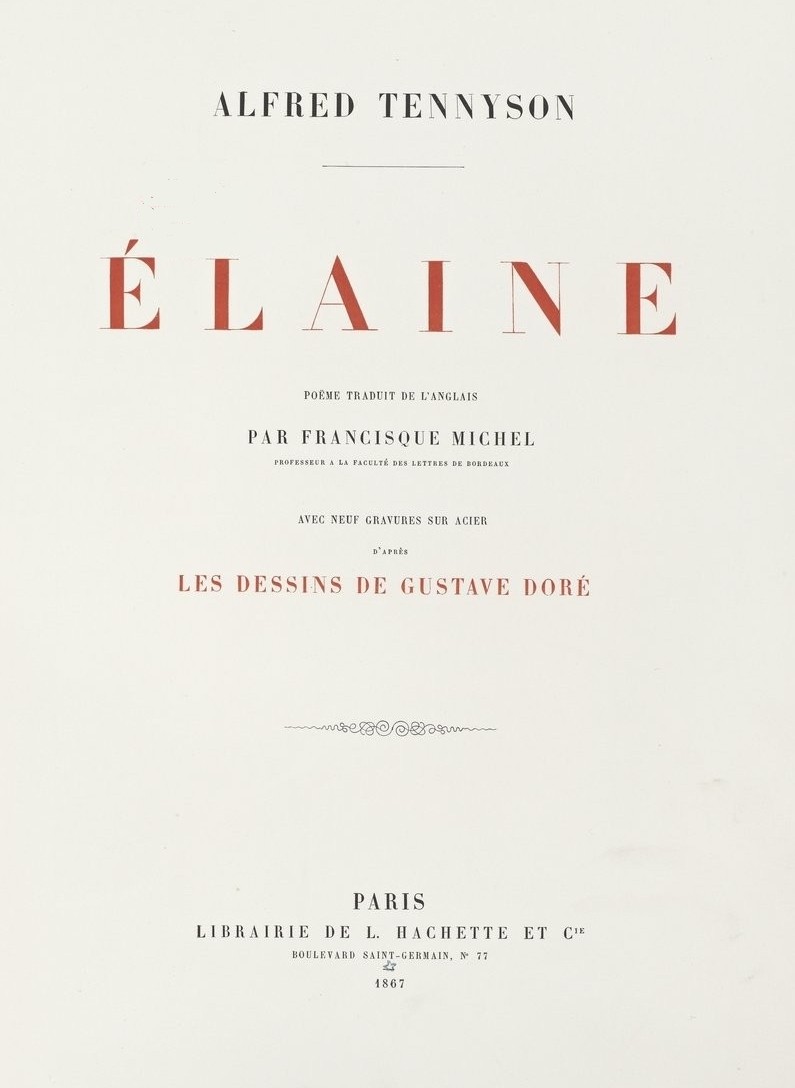 ALFRED TENNYSON
ÉLAINE
POËME TRADUIT DE L'ANGLAIS
PAR FRANCISQUE MICHEL
PROFESSEUR A LA FACULTÉ DES LETTRES DE BORDEAUX
AVEC NEUF GRAVURES SUR ACIER
D'APRÈS
LES DESSINS DE GUSTAVE DORÉ
PARIS
LIBRAIRIE DE L. HACHETTE ET Cᴵᴱ
BOULEVARD SAINT-GERMAIN, Nº 77
1867